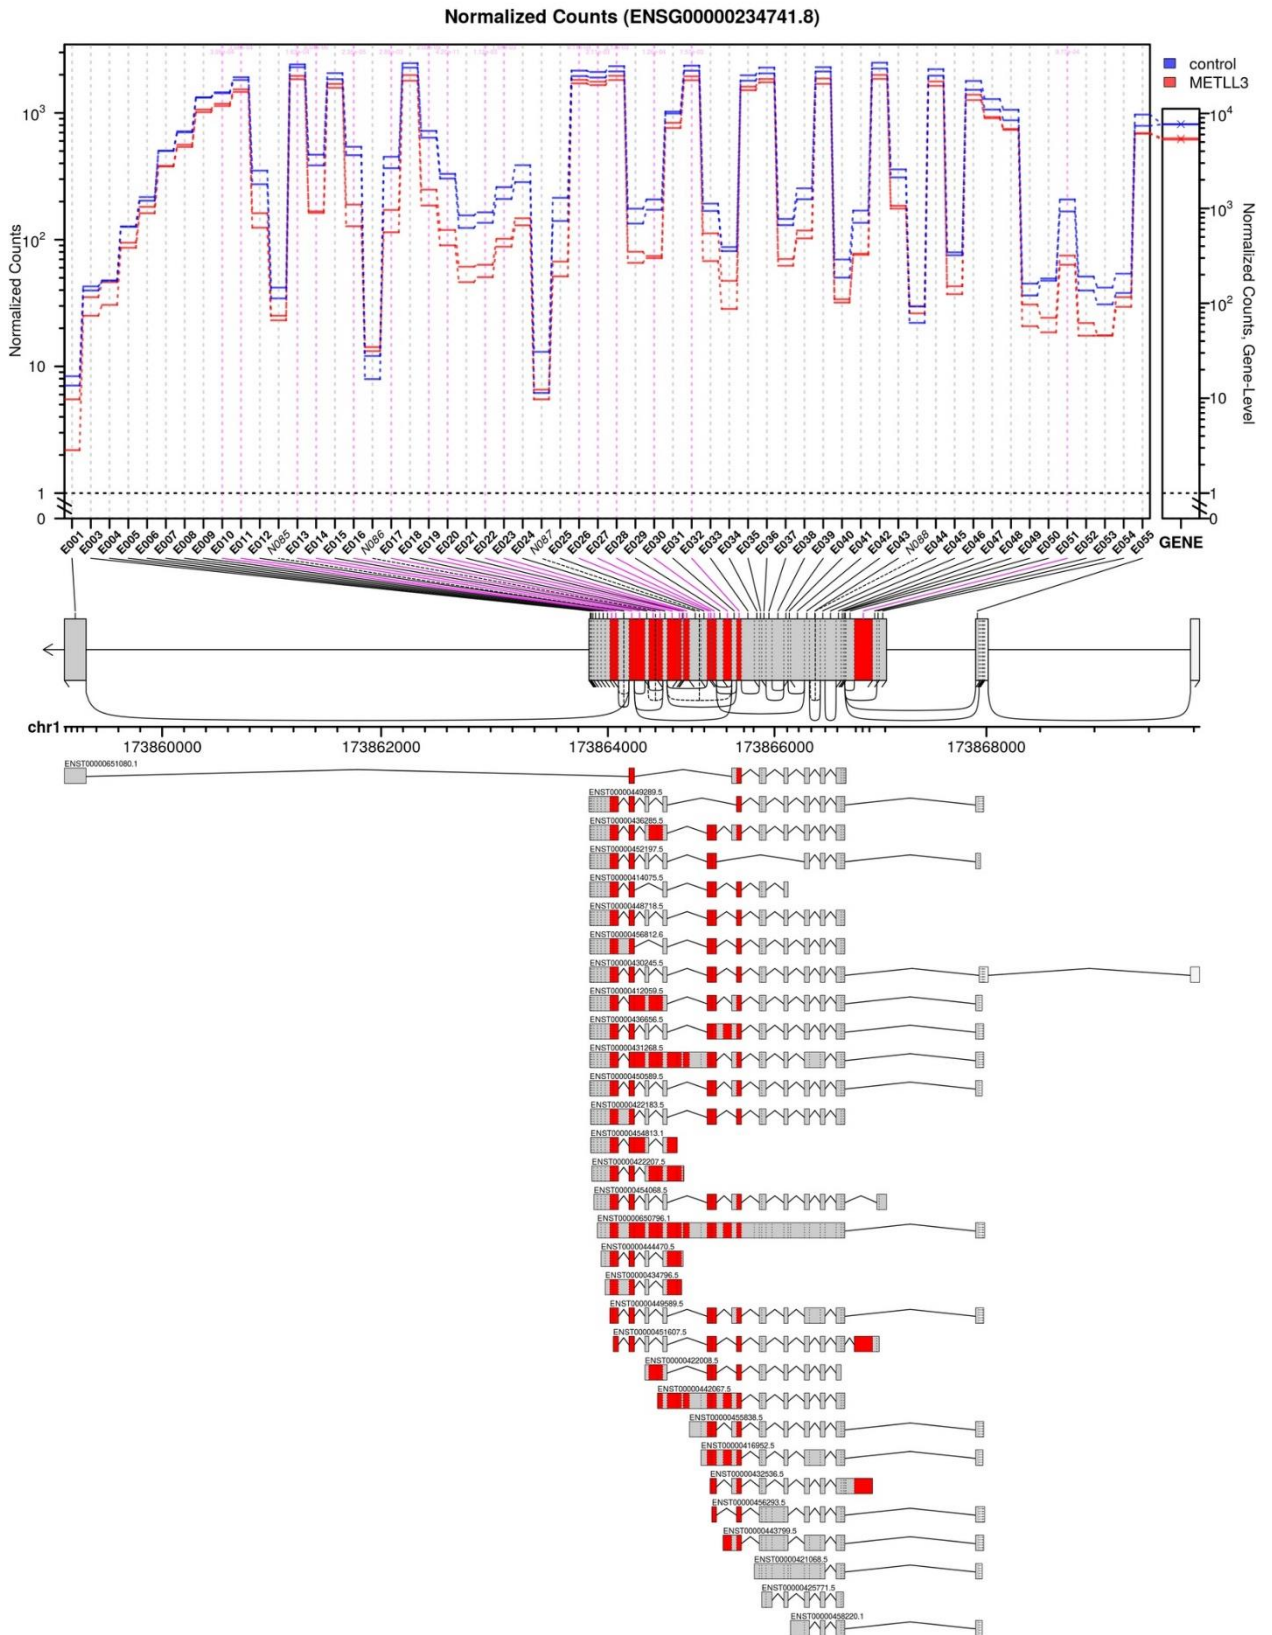 Normalized Counts (ENSG00000234741.8)
control
METLL3
Normalized Counts
10³
10²
10
1
0
10⁴
10³
10²
10
1
0
Normalized Counts, Gene-Level
E001
E003
E004
E005
E006
E007
E008
E009
E010
E011
E012
N085
E013
E014
E015
E016
N086
E017
E018
E019
E020
E021
E022
E023
E024
N087
E025
E026
E027
E028
E029
E030
E031
E032
E033
E034
E035
E036
E037
E038
E039
E040
E041
E042
E043
N088
E044
E045
E046
E047
E048
E049
E050
E051
E052
E053
E054
E055
GENE
chr1
173860000
173862000
173864000
173866000
173868000
ENST00000651080.1
ENST00000449289.5
ENST00000436285.5
ENST00000452197.5
ENST00000414075.5
ENST00000448718.5
ENST00000456812.6
ENST00000430245.5
ENST00000412059.5
ENST00000436656.5
ENST00000431268.5
ENST00000450589.5
ENST00000422183.5
ENST00000454813.1
ENST00000422207.5
ENST00000454068.5
ENST00000650796.1
ENST00000444470.5
ENST00000434796.5
ENST00000449589.5
ENST00000451607.5
ENST00000422008.5
ENST00000442067.5
ENST00000455838.5
ENST00000416952.5
ENST00000432536.5
ENST00000456293.5
ENST00000443799.5
ENST00000421068.5
ENST00000425771.5
ENST00000458220.1